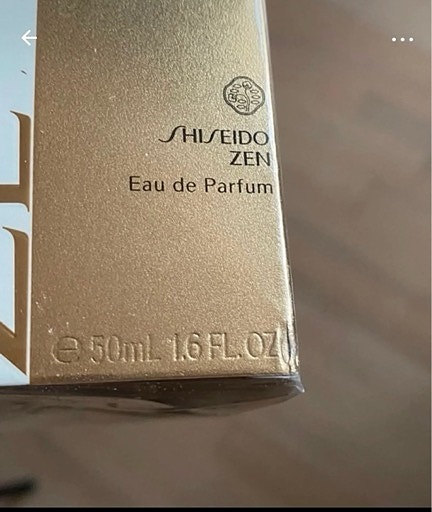 SHISEIDO
ZEN
Eau de Parfum
℮ 50mL 1.6 FL.OZ.